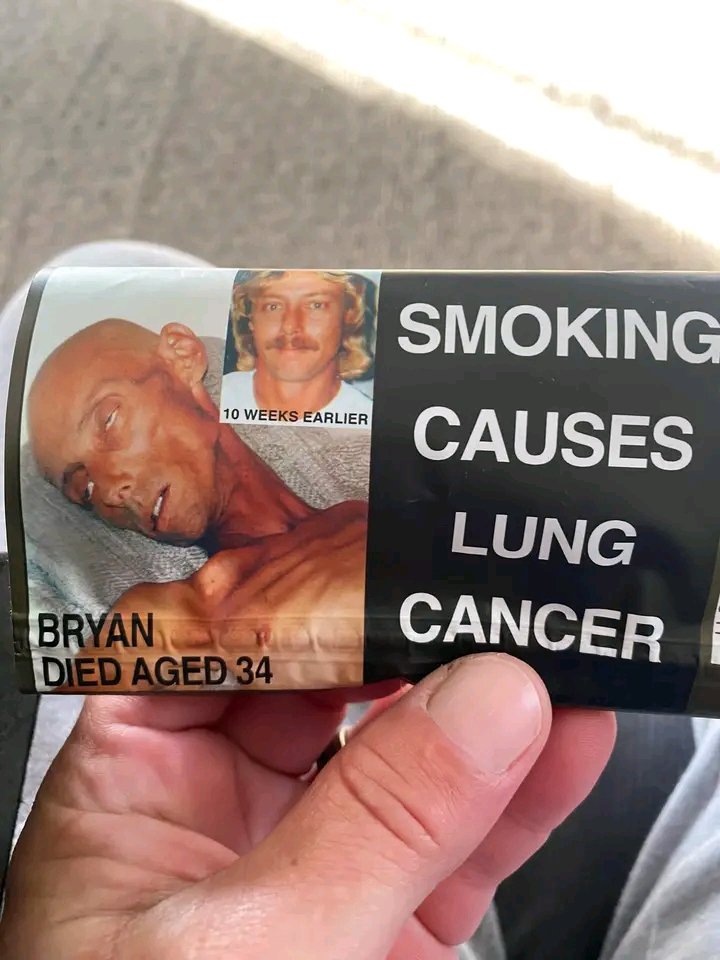 10 WEEKS EARLIER
BRYAN
DIED AGED 34
SMOKING
CAUSES
LUNG
CANCER